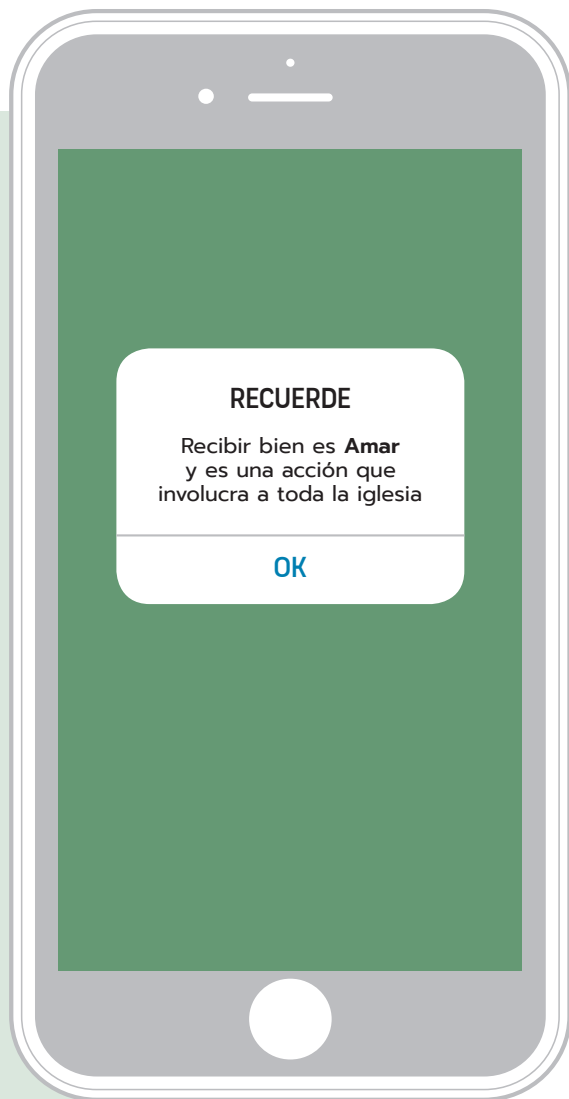 RECUERDE
Recibir bien es Amar
y es una acción que
involucra a toda la iglesia
OK